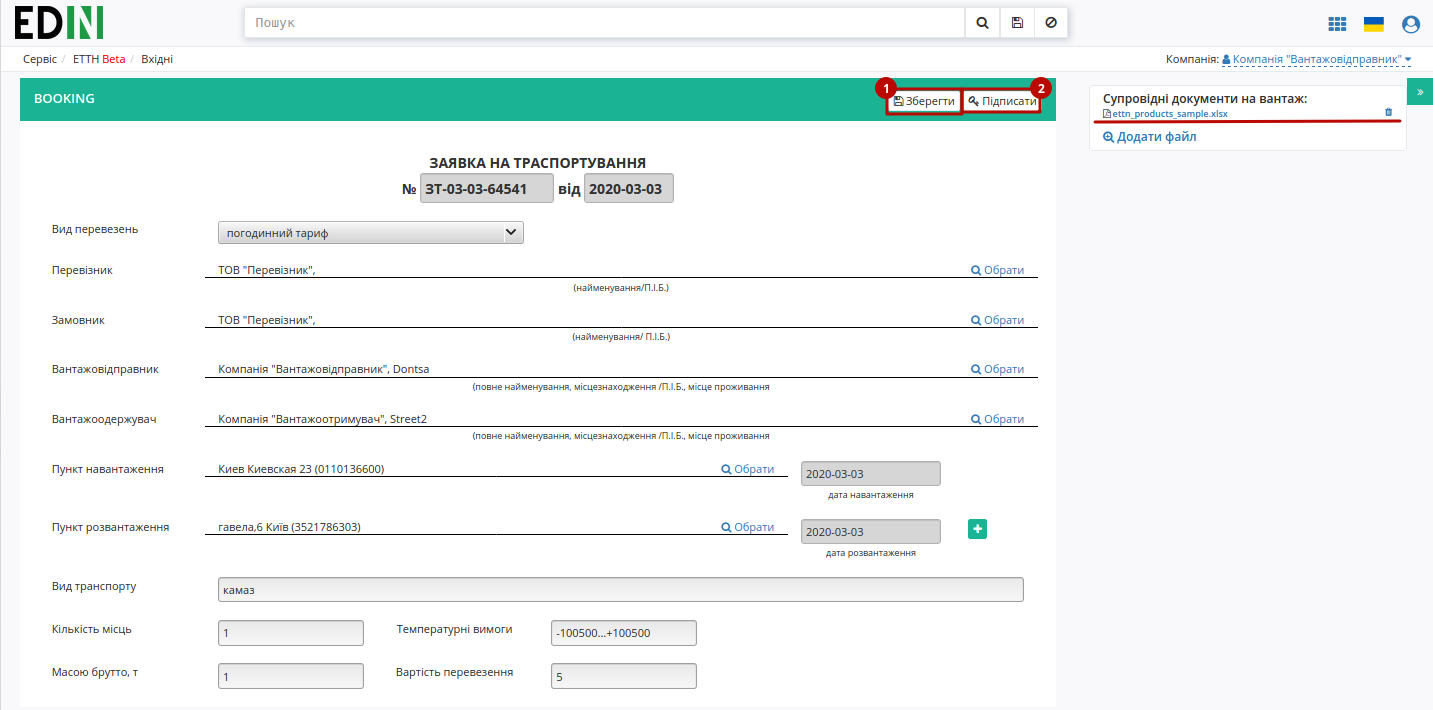 EDIN
Пошук
Сервіс / ЕТТН Beta / Вхідні
Компанія: Компанія "Вантажовідправник"
BOOKING
1
Зберегти
Підписати
2
»
Супровідні документи на вантаж:
ettn_products_sample.xlsx
Додати файл
ЗАЯВКА НА ТРАСПОРТУВАННЯ
№ ЗТ-03-03-64541 від 2020-03-03
Вид перевезень погодинний тариф
Перевізник ТОВ "Перевізник", Обрати
(найменування/П.І.Б.)
Замовник ТОВ "Перевізник", Обрати
(найменування/ П.І.Б.)
Вантажовідправник Компанія "Вантажовідправник", Dontsa Обрати
(повне найменування, місцезнаходження /П.І.Б., місце проживання
Вантажоодержувач Компанія "Вантажоотримувач", Street2 Обрати
(повне найменування, місцезнаходження /П.І.Б., місце проживання
Пункт навантаження Киев Киевская 23 (0110136600) Обрати 2020-03-03
дата навантаження
Пункт розвантаження гавела,6 Київ (3521786303) Обрати 2020-03-03 +
дата розвантаження
Вид транспорту камаз
Кількість місць 1 Температурні вимоги -100500...+100500
Масою брутто, т 1 Вартість перевезення 5